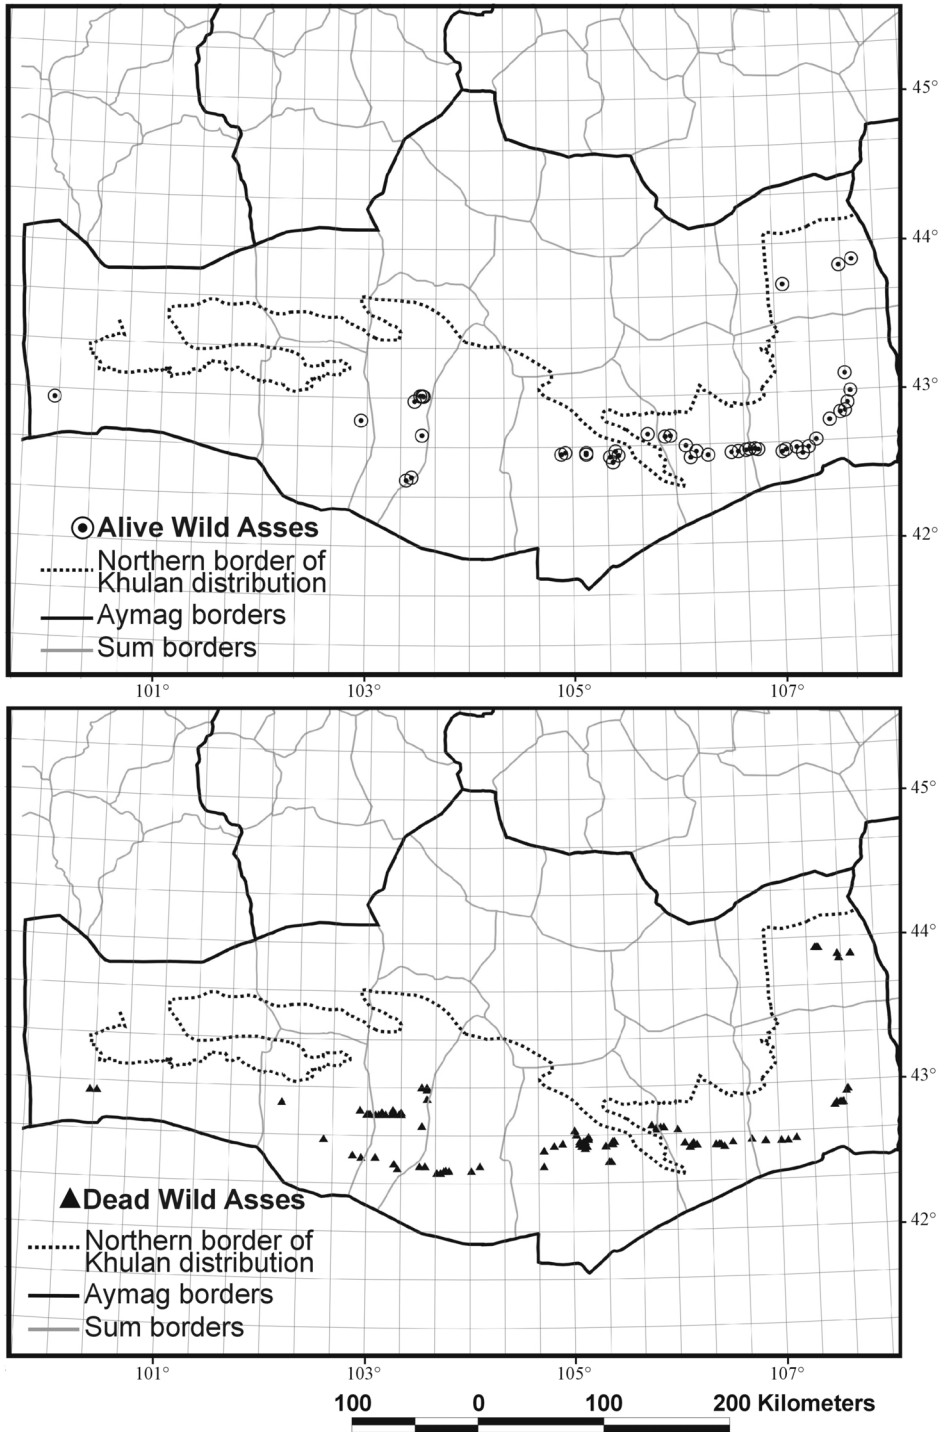 45°
44°
43°
42°
Alive Wild Asses
Northern border of
Khulan distribution
Aymag borders
Sum borders
101° 103° 105° 107°
45°
44°
43°
42°
Dead Wild Asses
Northern border of
Khulan distribution
Aymag borders
Sum borders
101° 103° 105° 107°
100 0 100 200 Kilometers